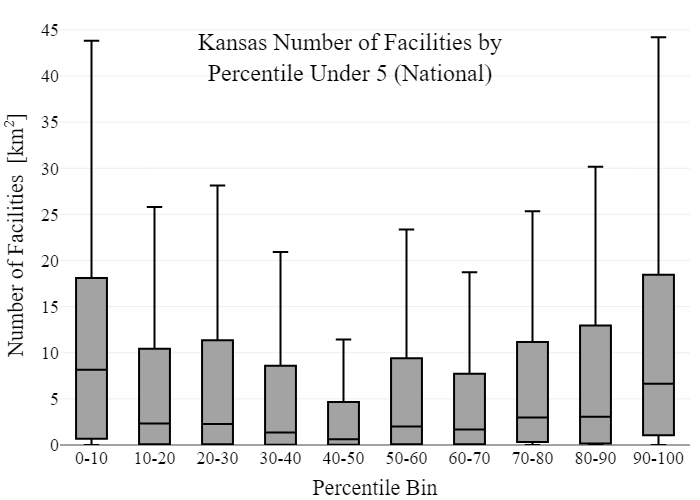 Kansas Number of Facilities by
Percentile Under 5 (National)
Number of Facilities [km²]
45
40
35
30
25
20
15
10
5
0
0-10 10-20 20-30 30-40 40-50 50-60 60-70 70-80 80-90 90-100
Percentile Bin